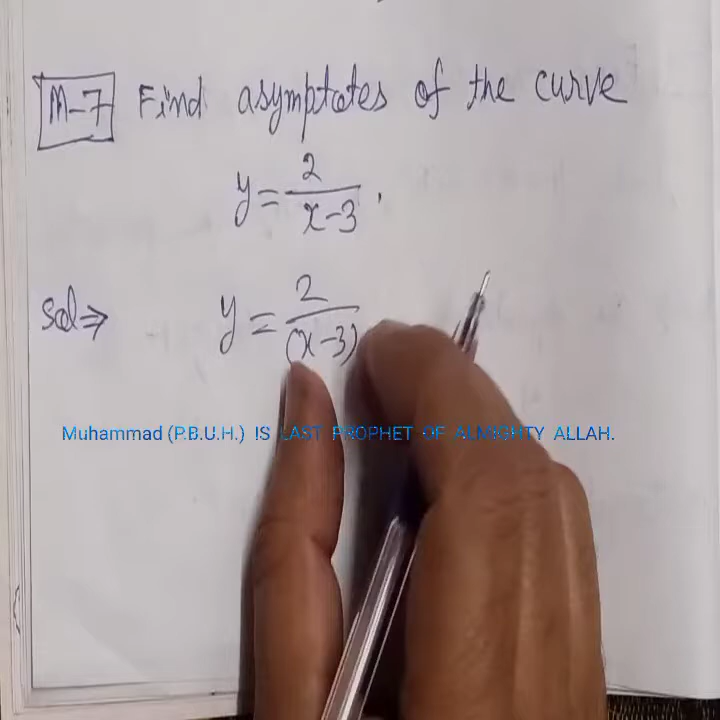 M-7 Find asymptotes of the curve
y = 2/(x-3),
Sol⇒ y = 2/(x-3)
Muhammad (P.B.U.H.) IS LAST PROPHET OF ALMIGHTY ALLAH.